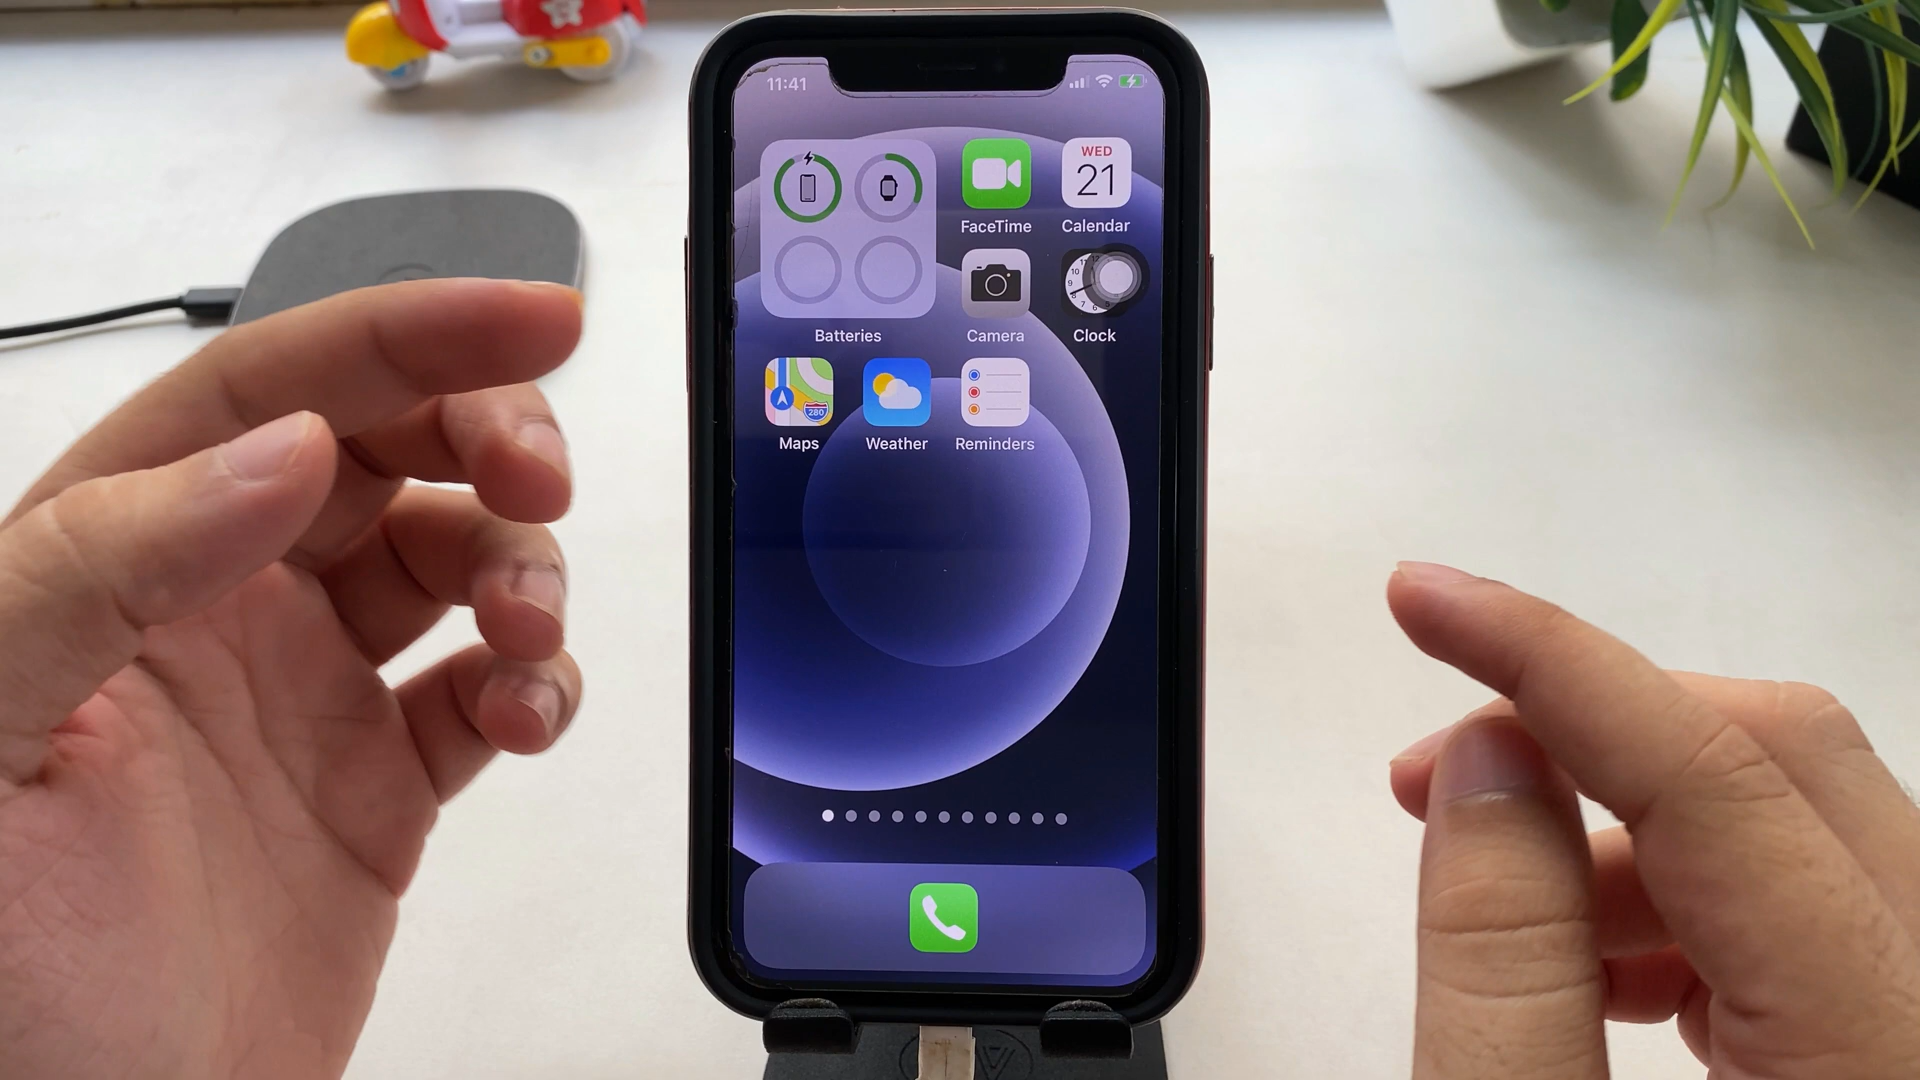 11:41
FaceTime
WED
21
Calendar
Batteries
Camera
Clock
280
Maps
Weather
Reminders